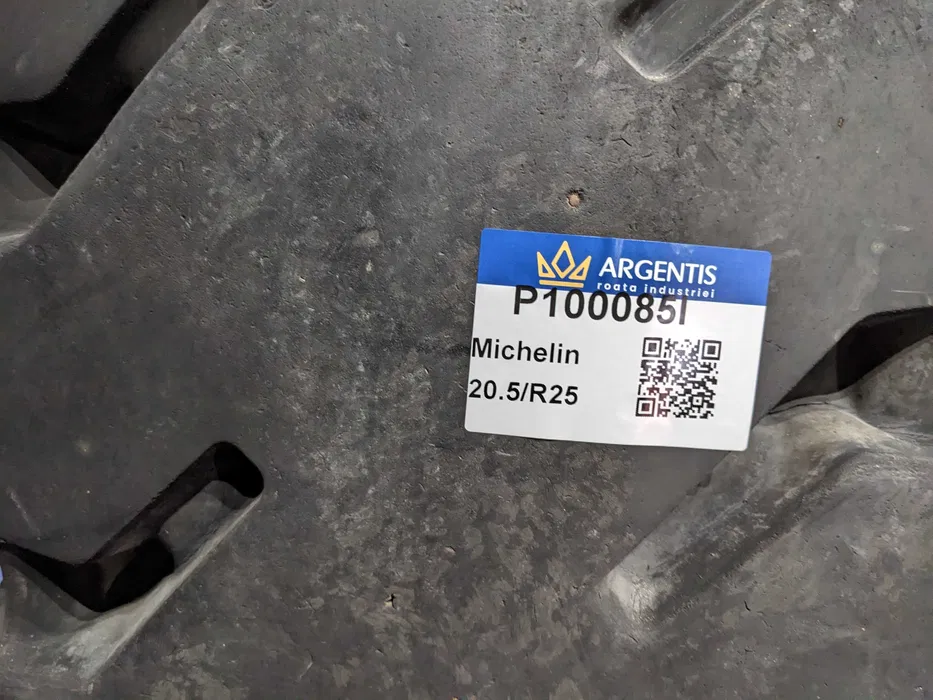 ARGENTIS
roata industriei
P100085I
Michelin
20.5/R25